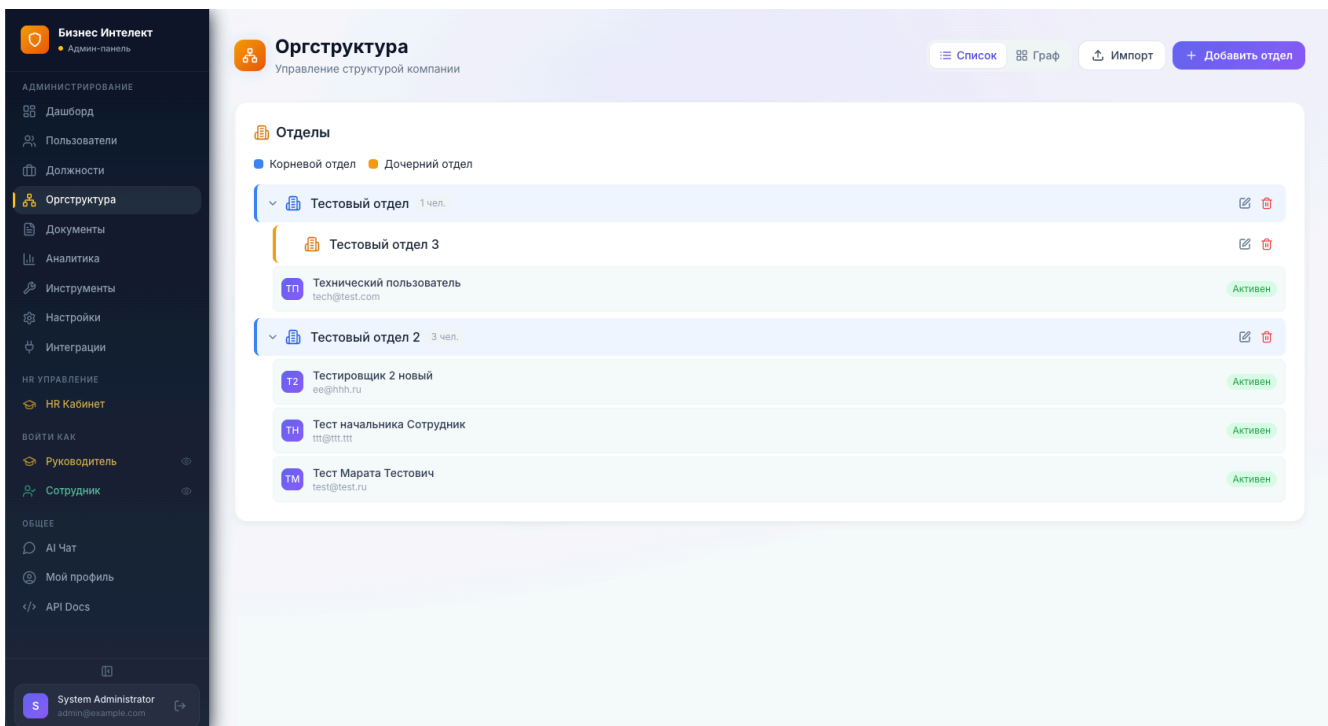 Бизнес Интелект
Админ-панель
АДМИНИСТРИРОВАНИЕ
Дашборд
Пользователи
Должности
Оргструктура
Документы
Аналитика
Инструменты
Настройки
Интеграции
HR УПРАВЛЕНИЕ
HR Кабинет
ВОЙТИ КАК
Руководитель
Сотрудник
ОБЩЕЕ
AI Чат
Мой профиль
API Docs
S
System Administrator
admin@example.com
Оргструктура
Управление структурой компании
Список
Граф
Импорт
+ Добавить отдел
Отделы
Корневой отдел
Дочерний отдел
Тестовый отдел 1 чел.
Тестовый отдел 3
ТП
Технический пользователь
tech@test.com
Активен
Тестовый отдел 2 3 чел.
Т2
Тестировщик 2 новый
ee@hhh.ru
Активен
ТН
Тест начальника Сотрудник
ttt@ttt.ttt
Активен
ТМ
Тест Марата Тестович
test@test.ru
Активен